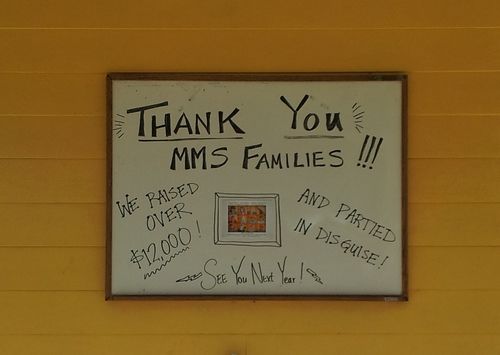 THANK YOU
MMS FAMILIES !!!
WE RAISED
OVER
$12,000!
AND PARTIED
IN DISGUISE!
SEE YOU NEXT YEAR!